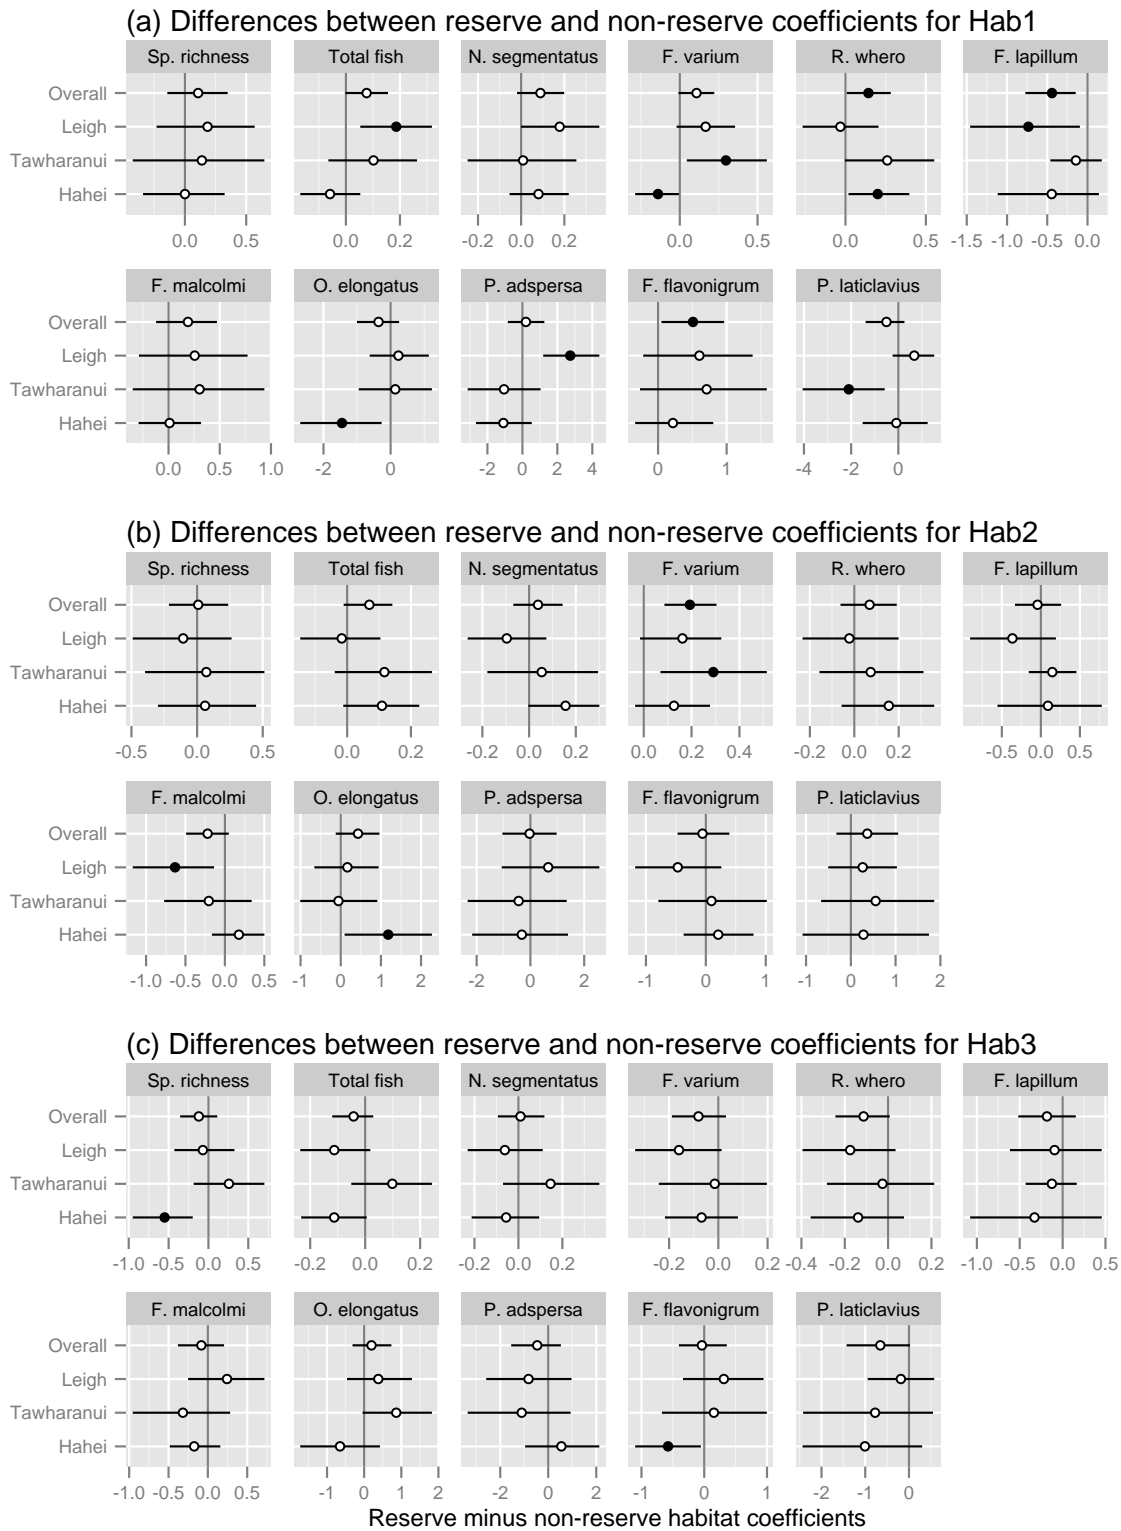 (a) Differences between reserve and non-reserve coefficients for Hab1
Sp. richness Total fish N. segmentatus F. varium R. whero F. lapillum
Overall
Leigh
Tawharanui
Hahei
0.0 0.5 0.0 0.2 -0.2 0.0 0.2 0.0 0.5 0.0 0.5 -1.5 -1.0 -0.5 0.0
F. malcolmi O. elongatus P. adspersa F. flavonigrum P. laticlavius
Overall
Leigh
Tawharanui
Hahei
0.0 0.5 1.0 -2 0 -2 0 2 4 0 1 -4 -2 0
(b) Differences between reserve and non-reserve coefficients for Hab2
Sp. richness Total fish N. segmentatus F. varium R. whero F. lapillum
Overall
Leigh
Tawharanui
Hahei
-0.5 0.0 0.5 0.0 0.2 -0.2 0.0 0.2 0.0 0.2 0.4 -0.2 0.0 0.2 -0.5 0.0 0.5
F. malcolmi O. elongatus P. adspersa F. flavonigrum P. laticlavius
Overall
Leigh
Tawharanui
Hahei
-1.0 -0.5 0.0 0.5 -1 0 1 2 -2 0 2 -1 0 1 -1 0 1 2
(c) Differences between reserve and non-reserve coefficients for Hab3
Sp. richness Total fish N. segmentatus F. varium R. whero F. lapillum
Overall
Leigh
Tawharanui
Hahei
-1.0 -0.5 0.0 0.5 -0.2 0.0 0.2 -0.2 0.0 0.2 -0.2 0.0 0.2 -0.4 -0.2 0.0 0.2 -1.0 -0.5 0.0 0.5
F. malcolmi O. elongatus P. adspersa F. flavonigrum P. laticlavius
Overall
Leigh
Tawharanui
Hahei
-1.0 -0.5 0.0 0.5 -1 0 1 2 -2 0 2 -1 0 1 -2 -1 0
Reserve minus non-reserve habitat coefficients